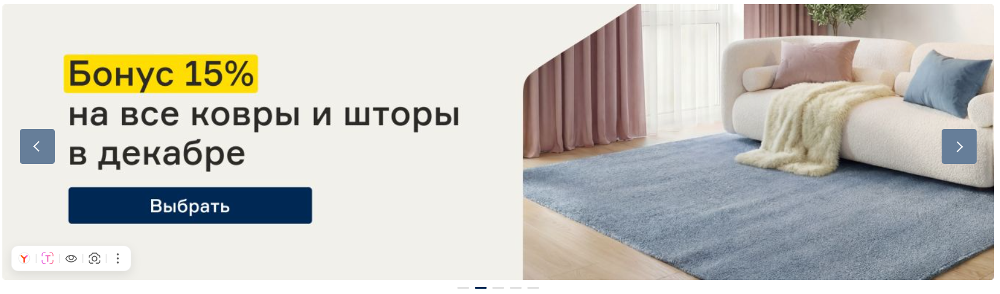 Бонус 15%
на все ковры и шторы
в декабре
Выбрать